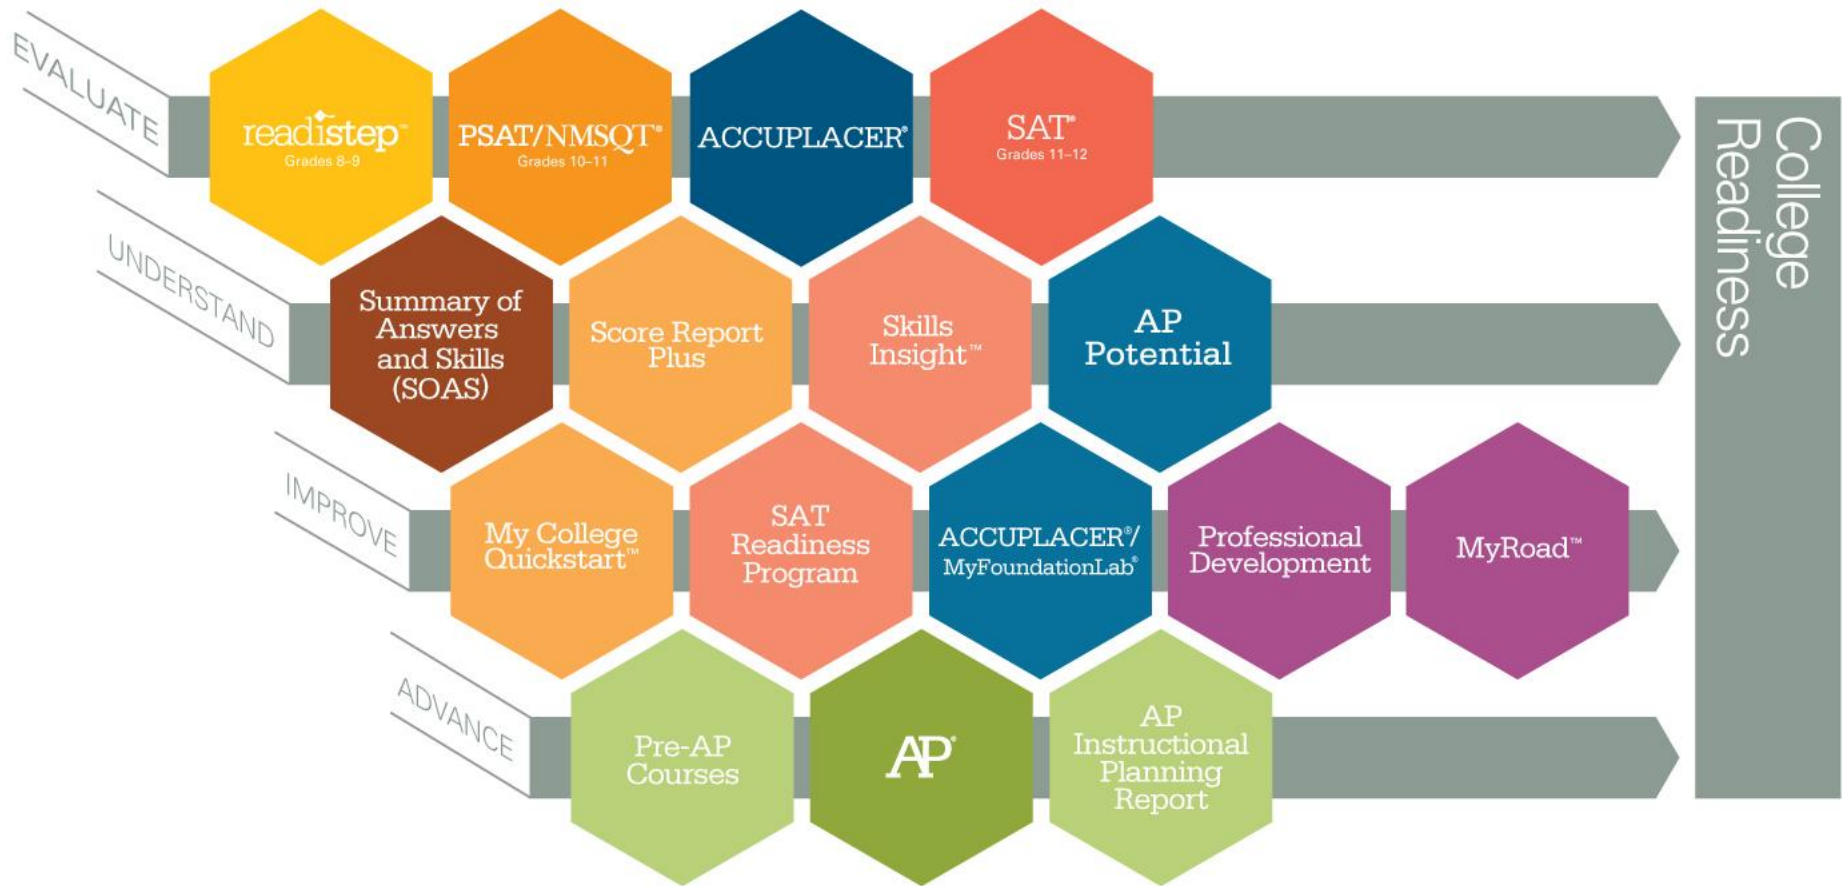 EVALUATE
readistep™
Grades 8–9
PSAT/NMSQT®
Grades 10–11
ACCUPLACER®
SAT®
Grades 11–12
College
Readiness
UNDERSTAND
Summary of
Answers
and Skills
(SOAS)
Score Report
Plus
Skills
Insight™
AP
Potential
IMPROVE
My College
Quickstart™
SAT
Readiness
Program
ACCUPLACER®/
MyFoundationLab®
Professional
Development
MyRoad™
ADVANCE
Pre-AP
Courses
AP®
AP
Instructional
Planning
Report